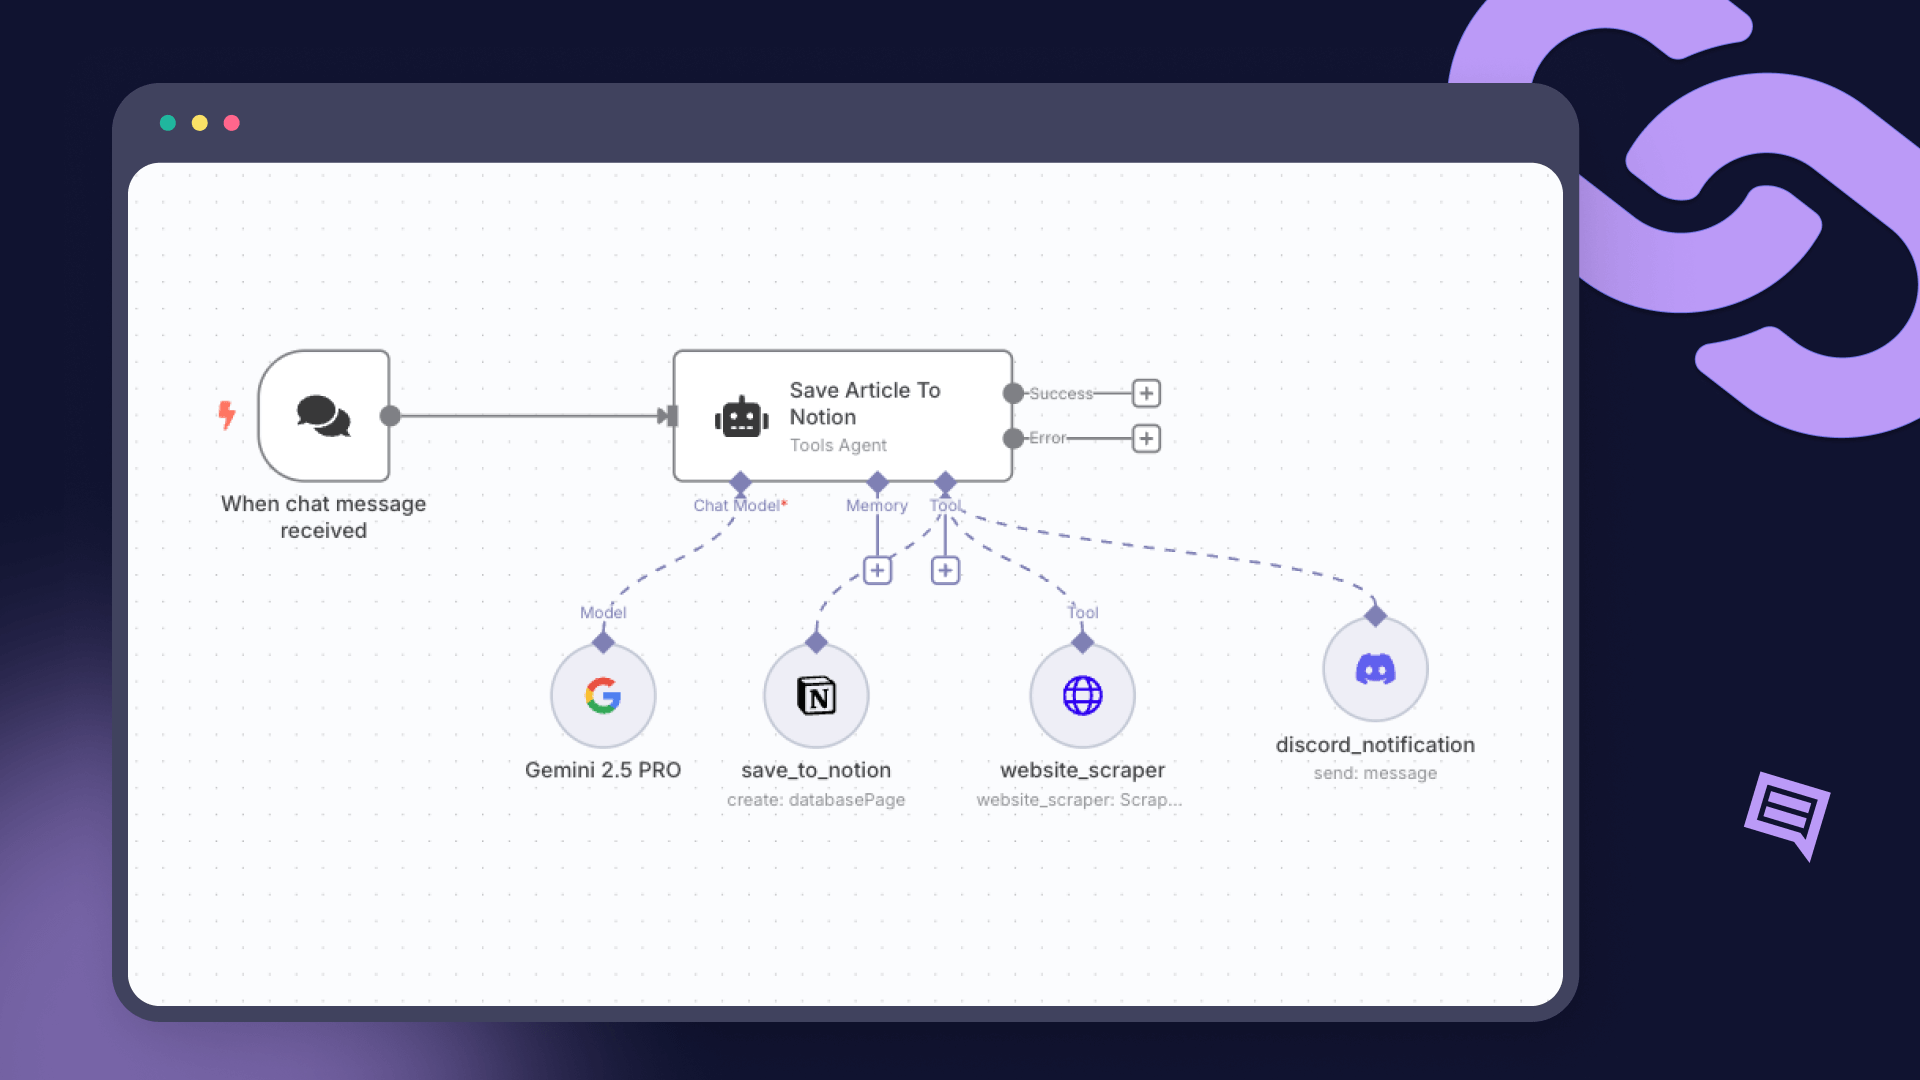 Save Article To
Notion
Tools Agent
Success
Error
When chat message
received
Chat Model*
Memory
Tool
Model
Tool
Gemini 2.5 PRO
save_to_notion
create: databasePage
website_scraper
website_scraper: Scrap...
discord_notification
send: message